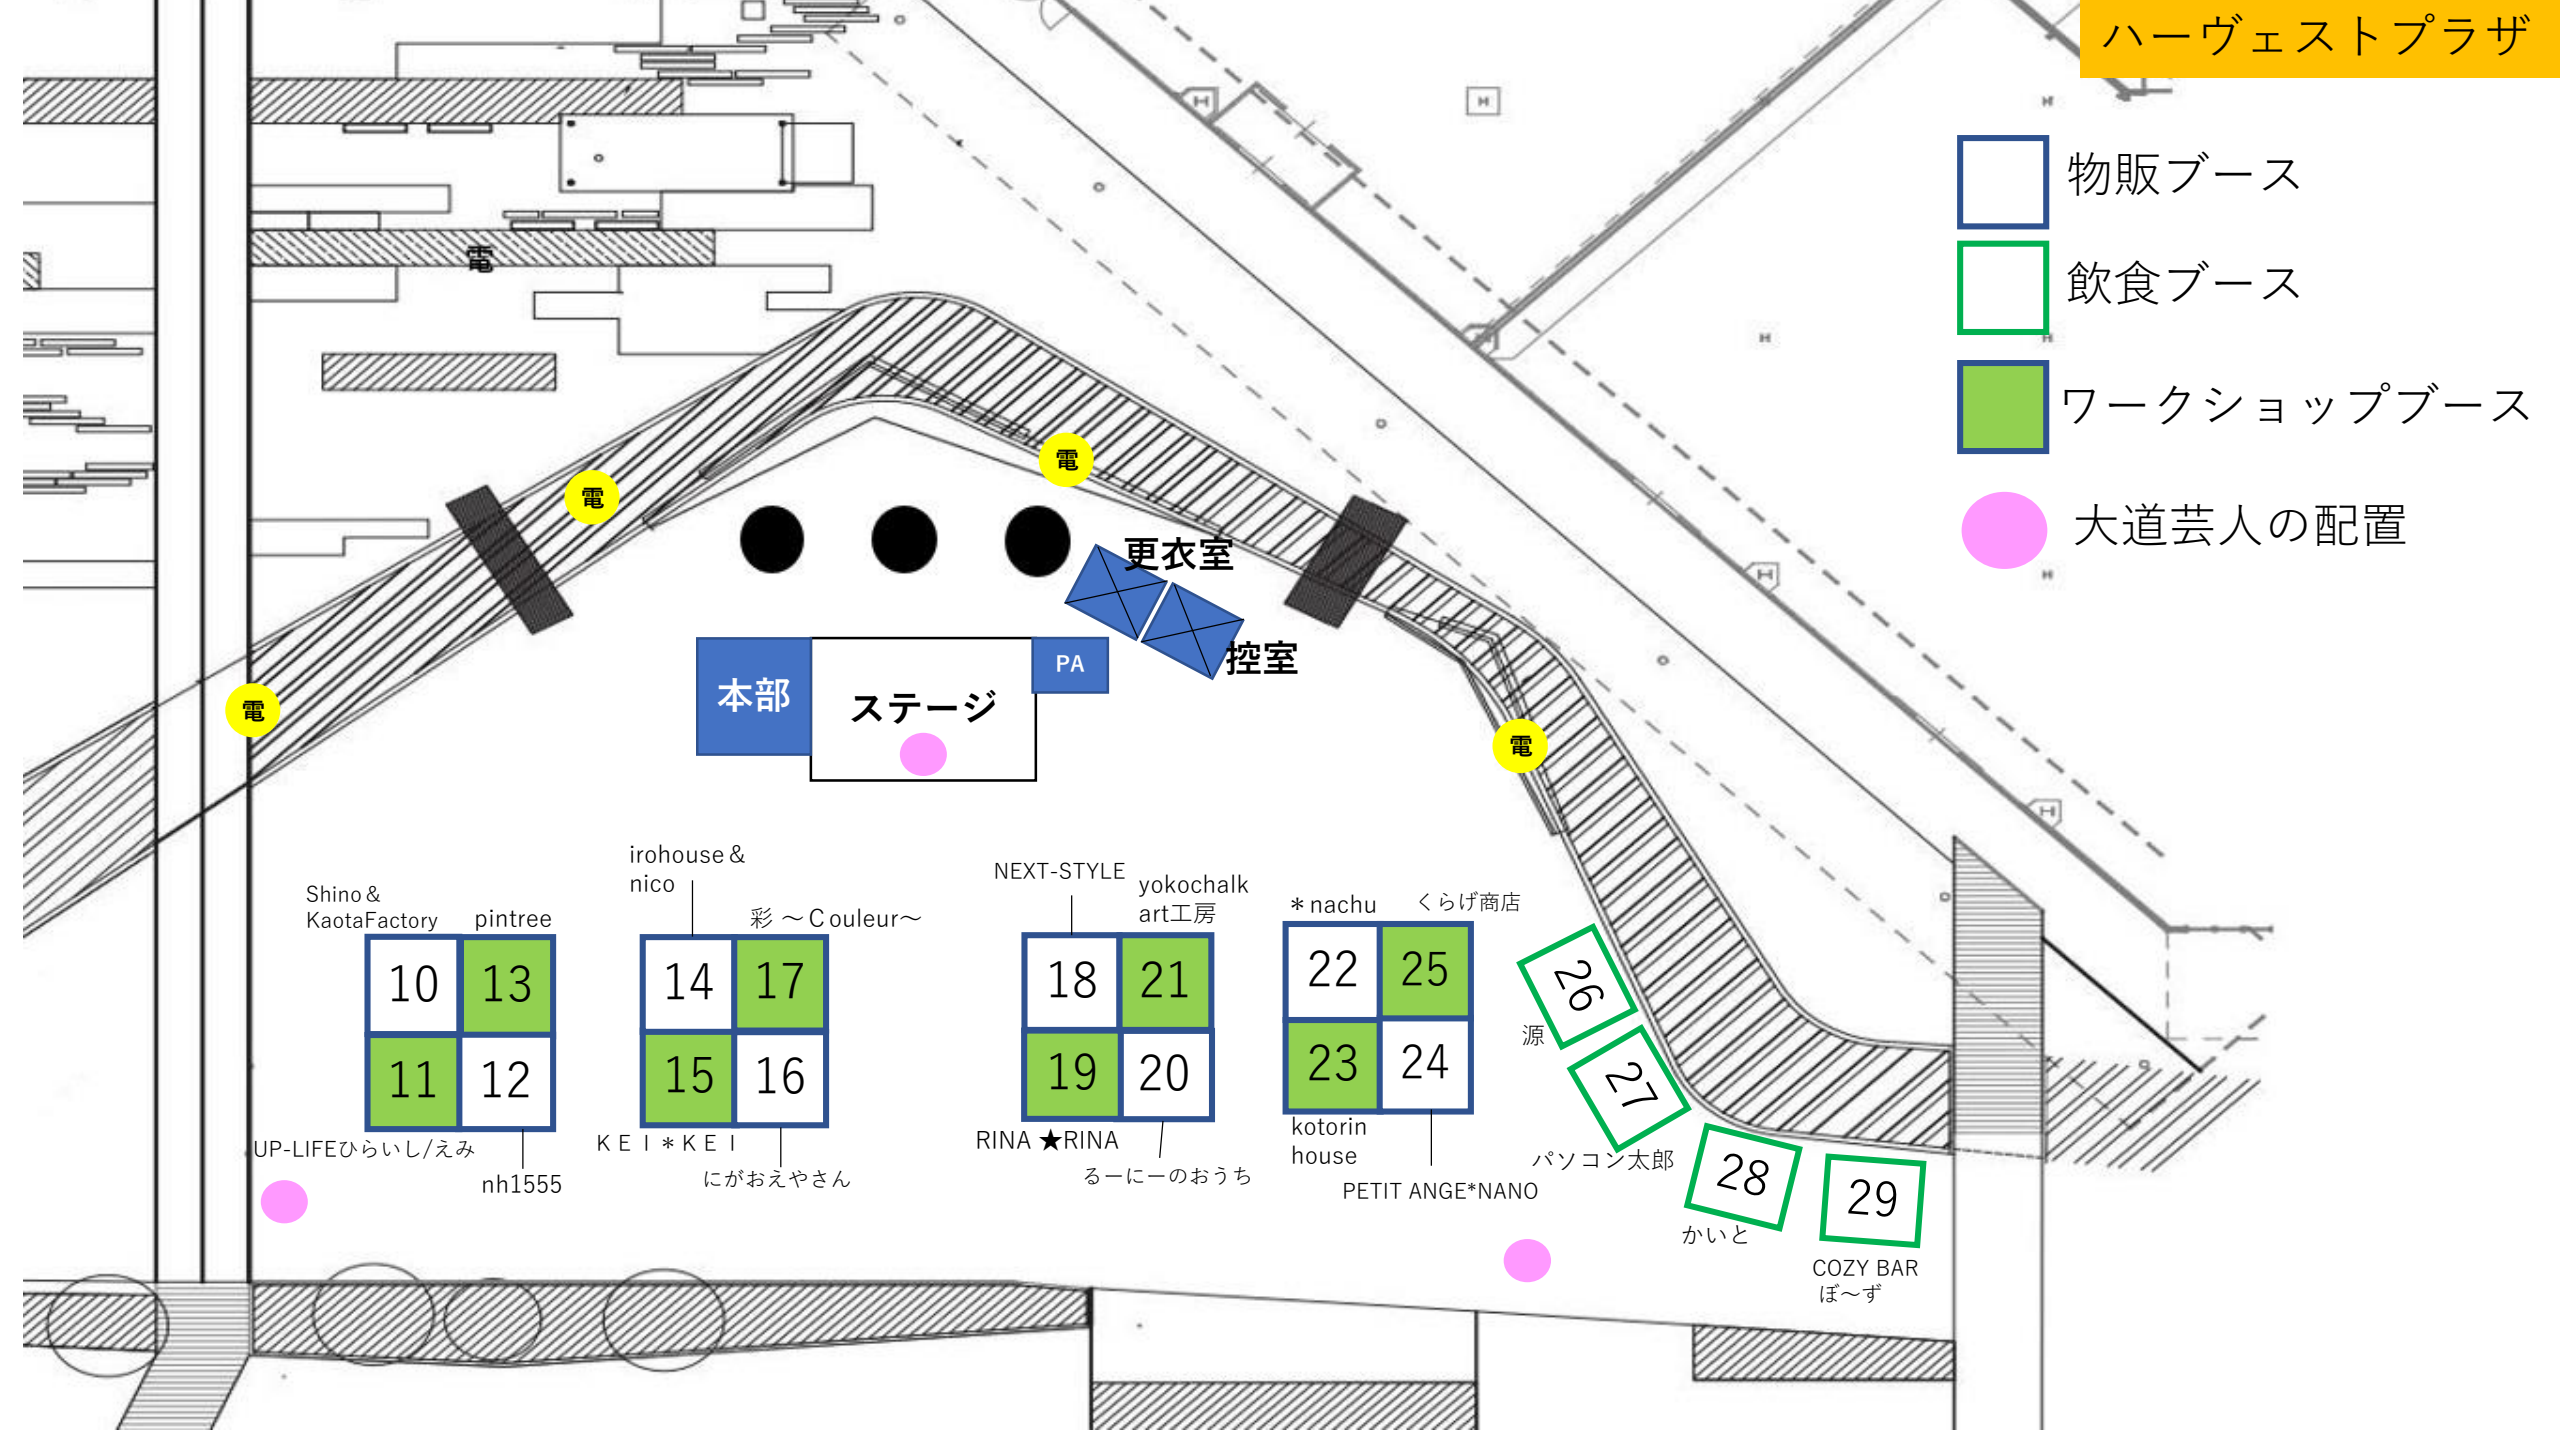 ハーヴェストプラザ
物販ブース
飲食ブース
ワークショップブース
大道芸人の配置
H
H
H
電
H
H
H
電
電
更衣室
H
H
控室
本部
ステージ
PA
電
電
H
irohouse＆
nico
NEXT-STYLE
yokochalk
art工房
Shino＆
KaotaFactory
pintree
彩 ～Couleur～
＊nachu
くらげ商店
10
13
14
17
18
21
22
25
26
源
11
12
15
16
19
20
23
24
27
UP-LIFEひらいし/えみ
nh1555
ＫＥＩ＊ＫＥＩ
にがおえやさん
RINA ★RINA
るーにーのおうち
kotorin
house
PETIT ANGE*NANO
パソコン太郎
28
かいと
29
COZY BAR
ぼ～ず